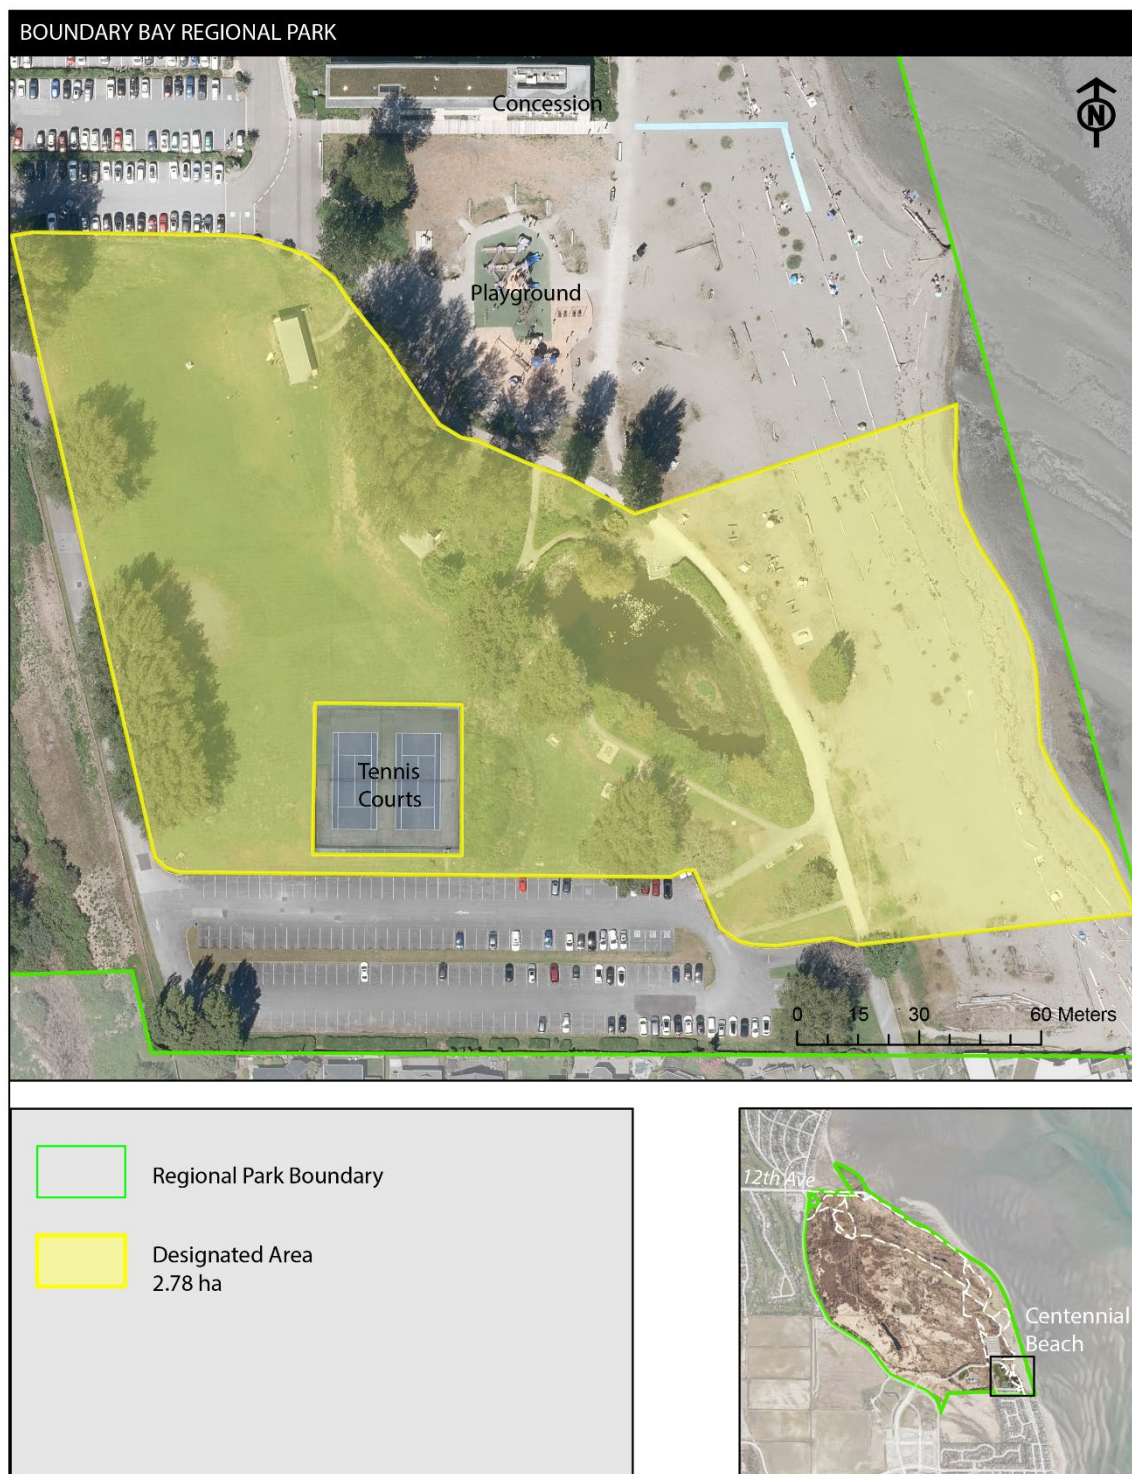 BOUNDARY BAY REGIONAL PARK
Concession
N
Playground
Tennis
Courts
0 15 30 60 Meters
Regional Park Boundary
Designated Area
2.78 ha
12th Ave
Centennial
Beach